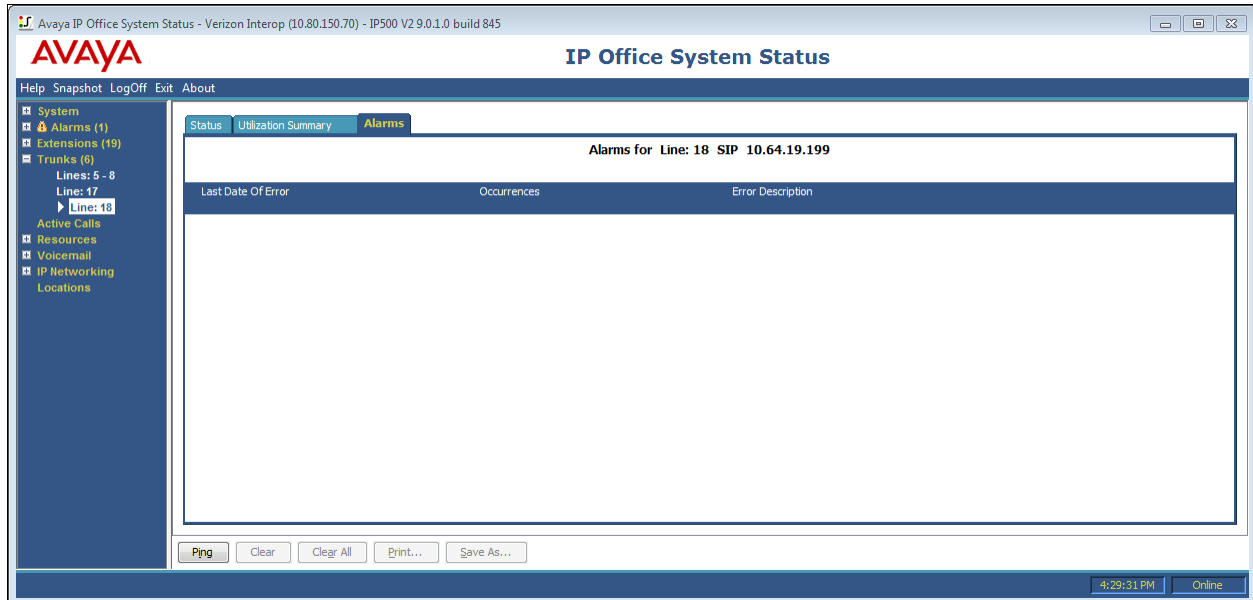 Avaya IP Office System Status - Verizon Interop (10.80.150.70) - IP500 V2 9.0.1.0 build 845
AVAYA
IP Office System Status
Help Snapshot LogOff Exit About
System
Alarms (1)
Extensions (19)
Trunks (6)
Lines: 5 - 8
Line: 17
Line: 18
Active Calls
Resources
Voicemail
IP Networking
Locations
Status Utilization Summary Alarms
Alarms for Line: 18 SIP 10.64.19.199
Last Date Of Error Occurrences Error Description
Ping Clear Clear All Print... Save As...
4:29:31 PM Online